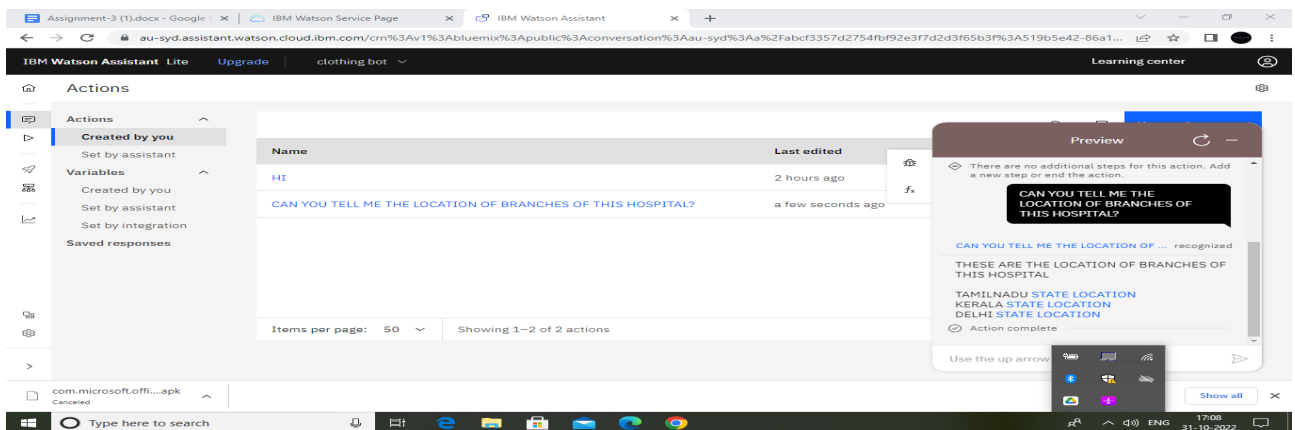 Assignment-3 (1).docx - Google
IBM Watson Service Page
IBM Watson Assistant
au-syd.assistant.watson.cloud.ibm.com/crn%3Av1%3Abluemix%3Apublic%3Aconversation%3Aau-syd%3Aa%2Fabcf3357d2754fbf92e3f7d2d3f65b3f%3A519b5e42-86a1...
IBM Watson Assistant Lite Upgrade clothing bot Learning center
Actions
Actions
Created by you
Set by assistant
Variables
Created by you
Set by assistant
Set by integration
Saved responses
Name Last edited
HI 2 hours ago
CAN YOU TELL ME THE LOCATION OF BRANCHES OF THIS HOSPITAL? a few seconds ago
Items per page: 50 Showing 1–2 of 2 actions
Preview
There are no additional steps for this action. Add
a new step or end the action.
CAN YOU TELL ME THE
LOCATION OF BRANCHES OF
THIS HOSPITAL?
CAN YOU TELL ME THE LOCATION OF ... recognized
THESE ARE THE LOCATION OF BRANCHES OF
THIS HOSPITAL
TAMILNADU STATE LOCATION
KERALA STATE LOCATION
DELHI STATE LOCATION
Action complete
Use the up arrow
com.microsoft.offi....apk
Canceled
Show all
Type here to search
ENG
17:08
31-10-2022